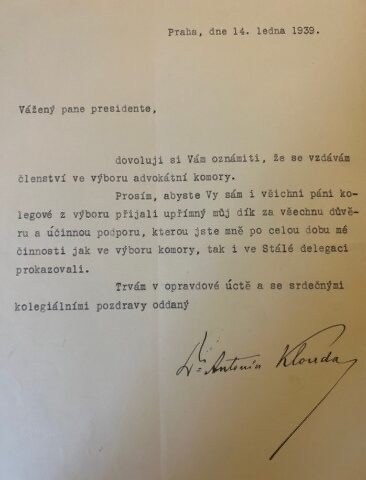 Praha, dne 14. ledna 1939.
Vážený pane presidente,
dovoluji si Vám oznámiti, že se vzdávám
členství ve výboru advokátní komory.
Prosím, abyste Vy sám i všichni páni ko-
legové z výboru přijali upřímný můj dík za všechnu důvě-
ru a účinnou podporu, kterou jste mně po celou dobu mé
činnosti jak ve výboru komory, tak i ve Stálé delegaci
prokazovali.
Trvám v opravdové úctě a se srdečnými
kolegiálními pozdravy oddaný
Dr Antonín Klouda